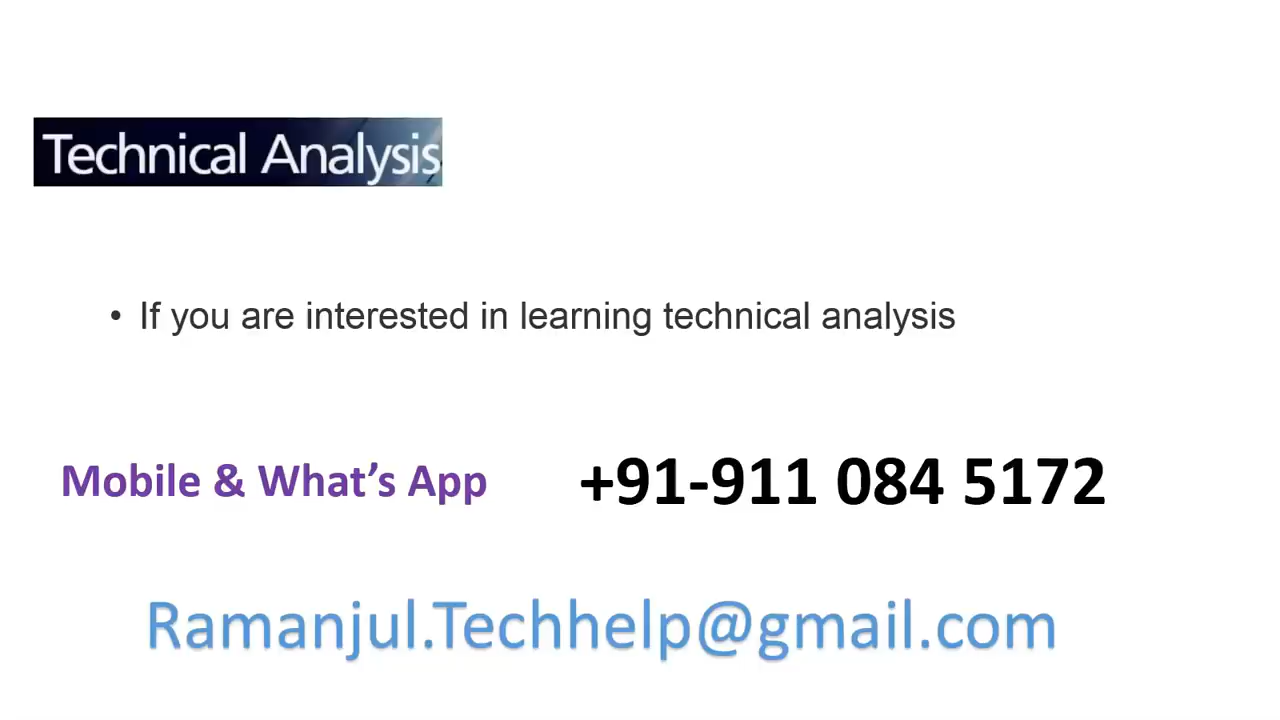 Technical Analysis
• If you are interested in learning technical analysis
Mobile & What’s App +91-911 084 5172
Ramanjul.Techhelp@gmail.com